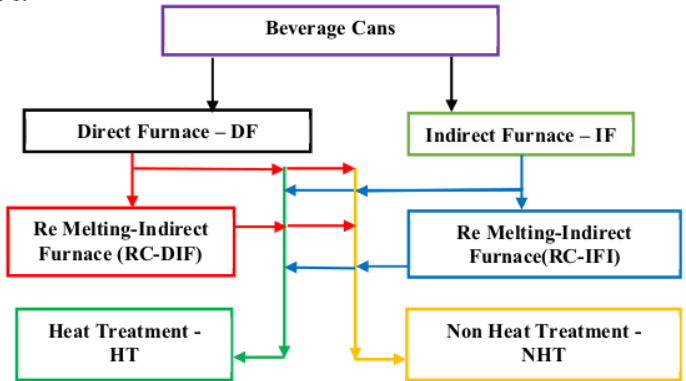 Beverage Cans
Direct Furnace – DF
Indirect Furnace – IF
Re Melting-Indirect
Furnace (RC-DIF)
Re Melting-Indirect
Furnace(RC-IFI)
Heat Treatment -
HT
Non Heat Treatment -
NHT